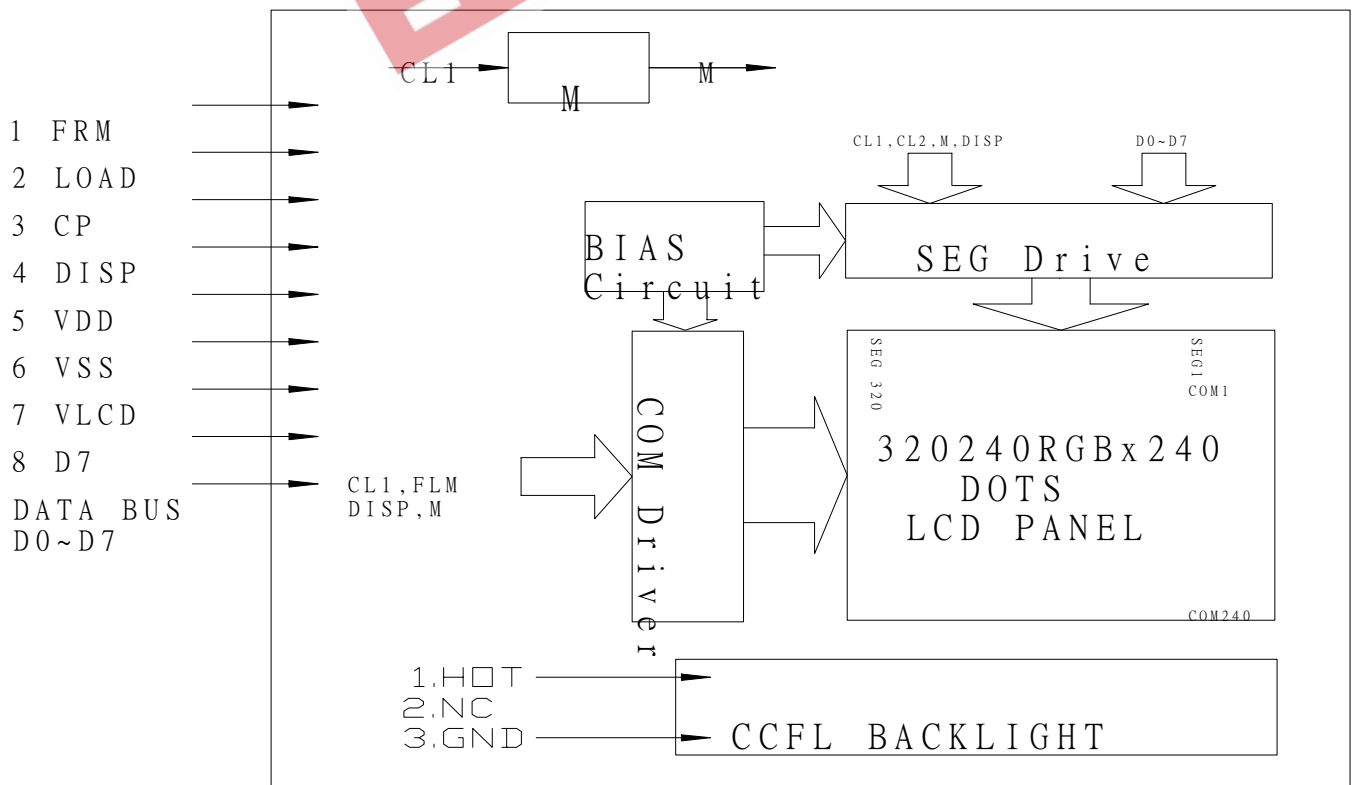 CL1
M
M
1 FRM
2 LOAD
3 CP
4 DISP
5 VDD
6 VSS
7 VLCD
8 D7
DATA BUS
D0~D7
CL1,CL2,M,DISP
D0~D7
BIAS
Circuit
SEG Drive
SEG 320
SEG1
COM1
COM Driver
320240RGBx240
DOTS
LCD PANEL
COM240
CL1,FLM
DISP,M
1.HOT
2.NC
3.GND
CCFL BACKLIGHT